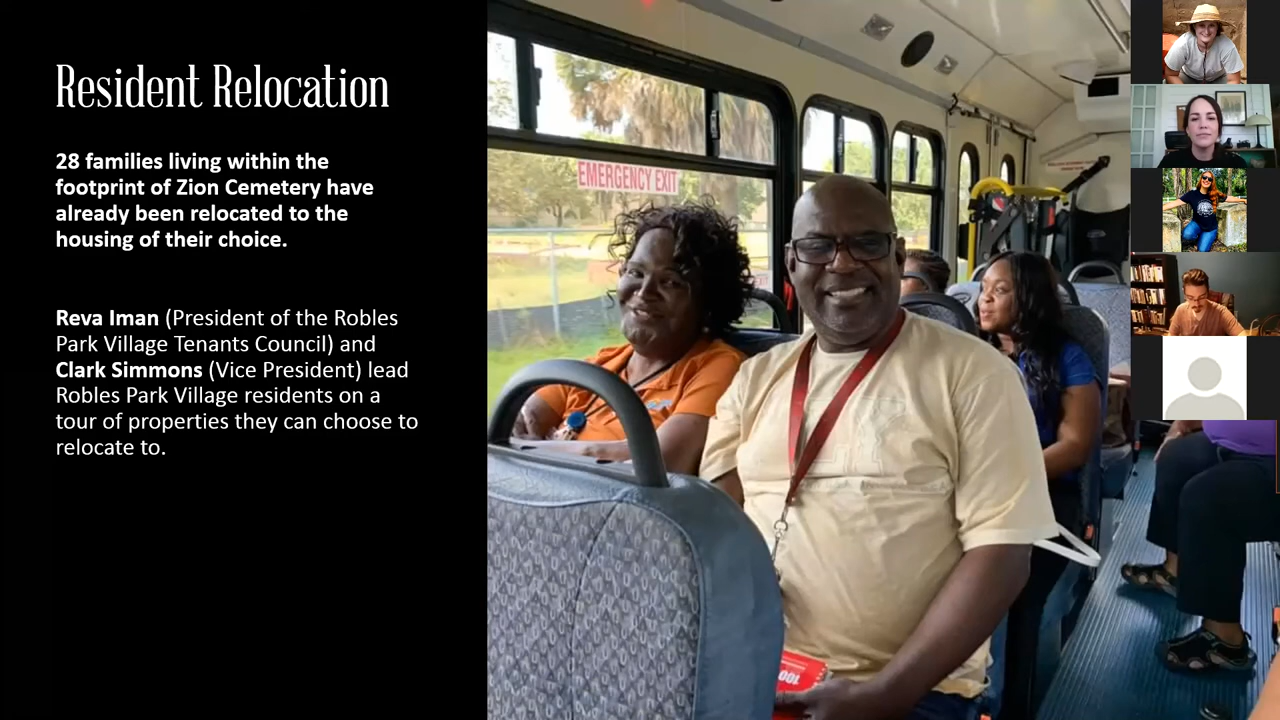 Resident Relocation
28 families living within the
footprint of Zion Cemetery have
already been relocated to the
housing of their choice.
Reva Iman (President of the Robles
Park Village Tenants Council) and
Clark Simmons (Vice President) lead
Robles Park Village residents on a
tour of properties they can choose to
relocate to.
EMERGENCY EXIT